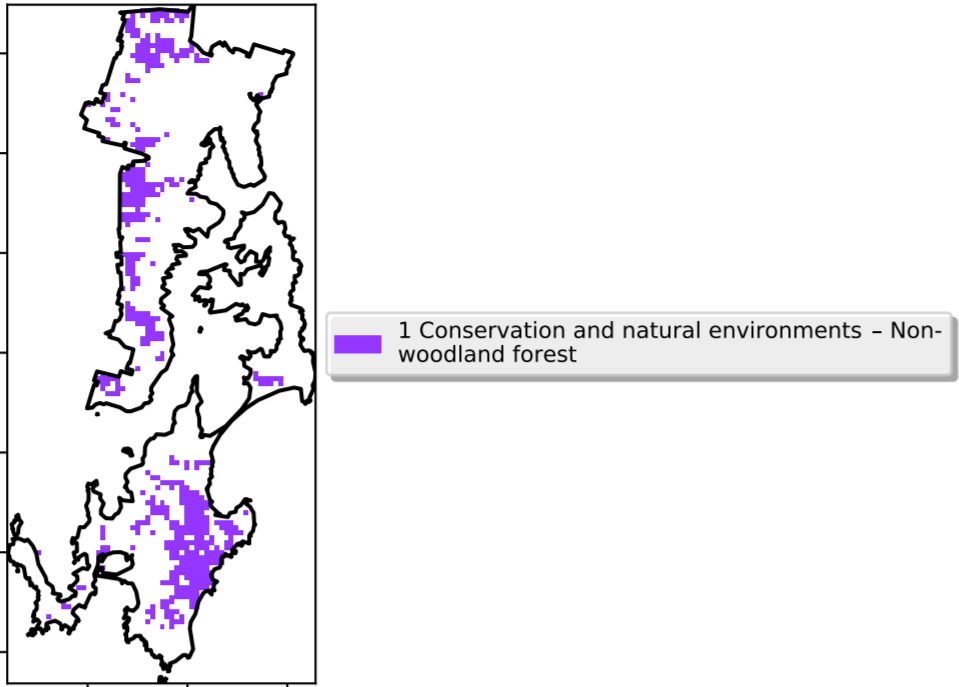 1 Conservation and natural environments – Non-
woodland forest